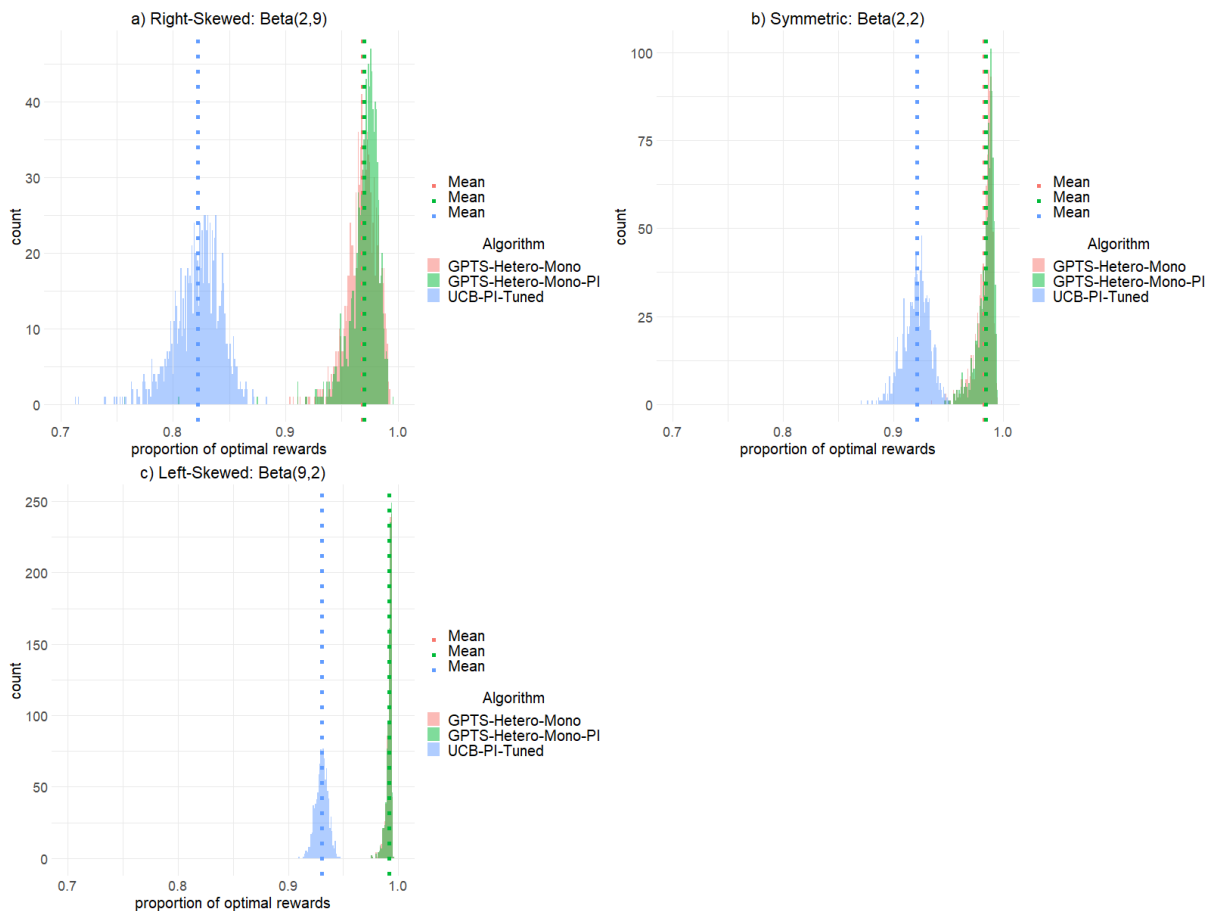 a) Right-Skewed: Beta(2,9)
40
30
20
10
0
count
0.7
0.8
0.9
1.0
proportion of optimal rewards
Mean
Mean
Mean
Algorithm
GPTS-Hetero-Mono
GPTS-Hetero-Mono-PI
UCB-PI-Tuned
b) Symmetric: Beta(2,2)
100
75
50
25
0
count
0.7
0.8
0.9
1.0
proportion of optimal rewards
Mean
Mean
Mean
Algorithm
GPTS-Hetero-Mono
GPTS-Hetero-Mono-PI
UCB-PI-Tuned
c) Left-Skewed: Beta(9,2)
250
200
150
100
50
0
count
0.7
0.8
0.9
1.0
proportion of optimal rewards
Mean
Mean
Mean
Algorithm
GPTS-Hetero-Mono
GPTS-Hetero-Mono-PI
UCB-PI-Tuned